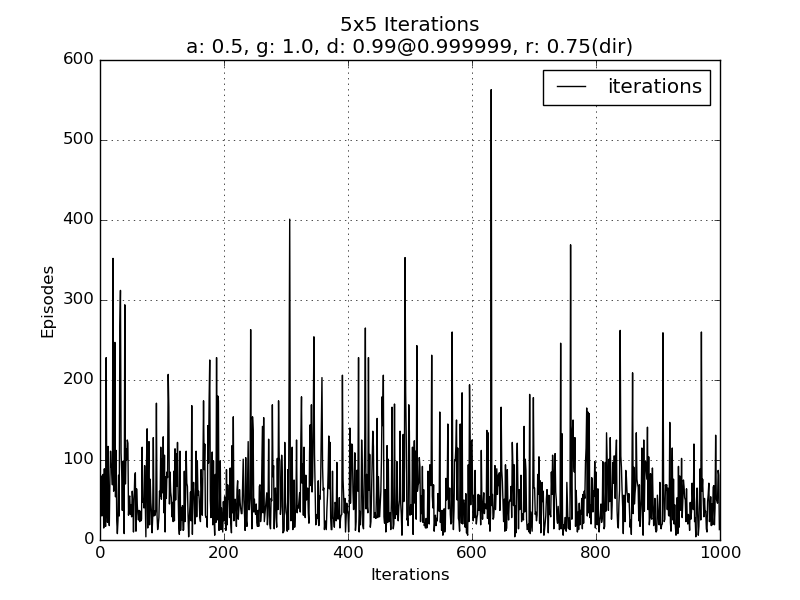 5x5 Iterations
a: 0.5, g: 1.0, d: 0.99@0.999999, r: 0.75(dir)
600
iterations
500
400
300
200
100
0
Episodes
0 200 400 600 800 1000
Iterations